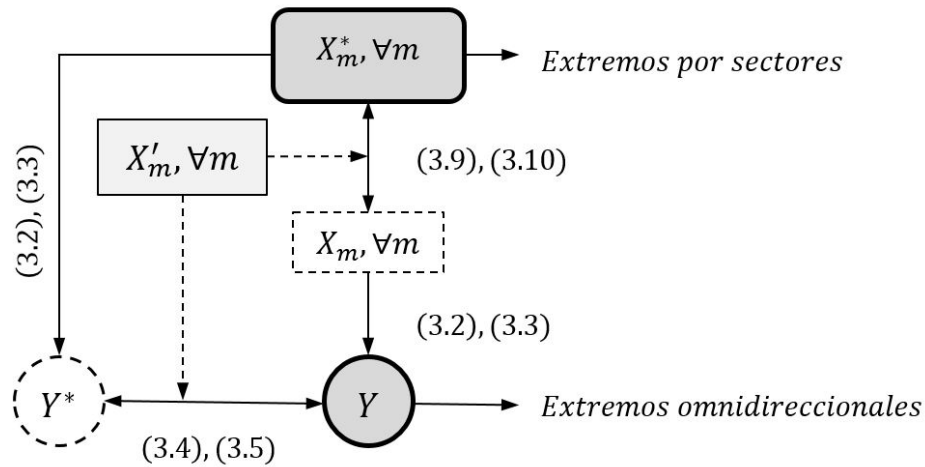 X*m, ∀m
Extremos por sectores
X′m, ∀m
(3.2), (3.3)
(3.9), (3.10)
Xm, ∀m
(3.2), (3.3)
Y*
Y
Extremos omnidireccionales
(3.4), (3.5)